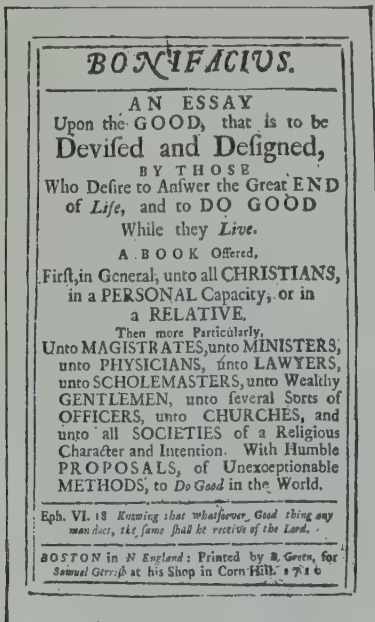 BONIFACIUS.
AN ESSAY
Upon the GOOD, that is to be
Deviſed and Deſigned,
BY THOSE
Who Deſire to Anſwer the Great END
of Life, and to DO GOOD
While they Live.
A BOOK Offered,
Firſt, in General, unto all CHRISTIANS,
in a PERSONAL Capacity, or in
a RELATIVE.
Then more Particularly,
Unto MAGISTRATES, unto MINISTERS,
unto PHYSICIANS, unto LAWYERS,
unto SCHOLEMASTERS, unto Wealthy
GENTLEMEN, unto ſeveral Sorts of
OFFICERS, unto CHURCHES, and
unto all SOCIETIES of a Religious
Character and Intention. With Humble
PROPOSALS, of Unexceptionable
METHODS, to Do Good in the World.
Eph. VI. 18 Knowing that whatſoever Good thing any
man does, the ſame ſhall he receive of the Lord.
BOSTON in N England: Printed by B. Green, for
Samuel Gerriſh at his Shop in Corn Hill. 1710